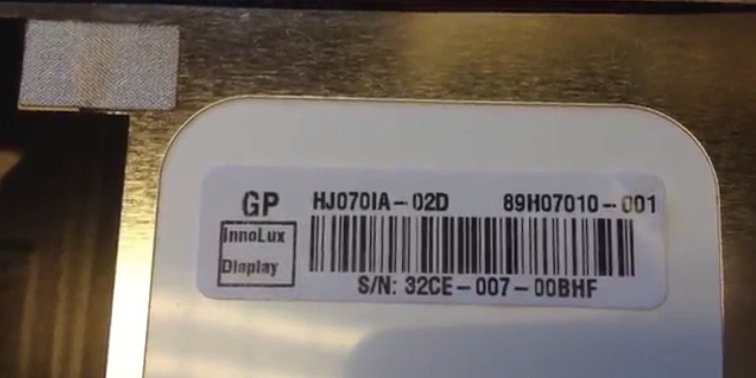 GP HJ070IA-02D 89H07010-001
InnoLux
Display
S/N: 32CE-007-00BHF